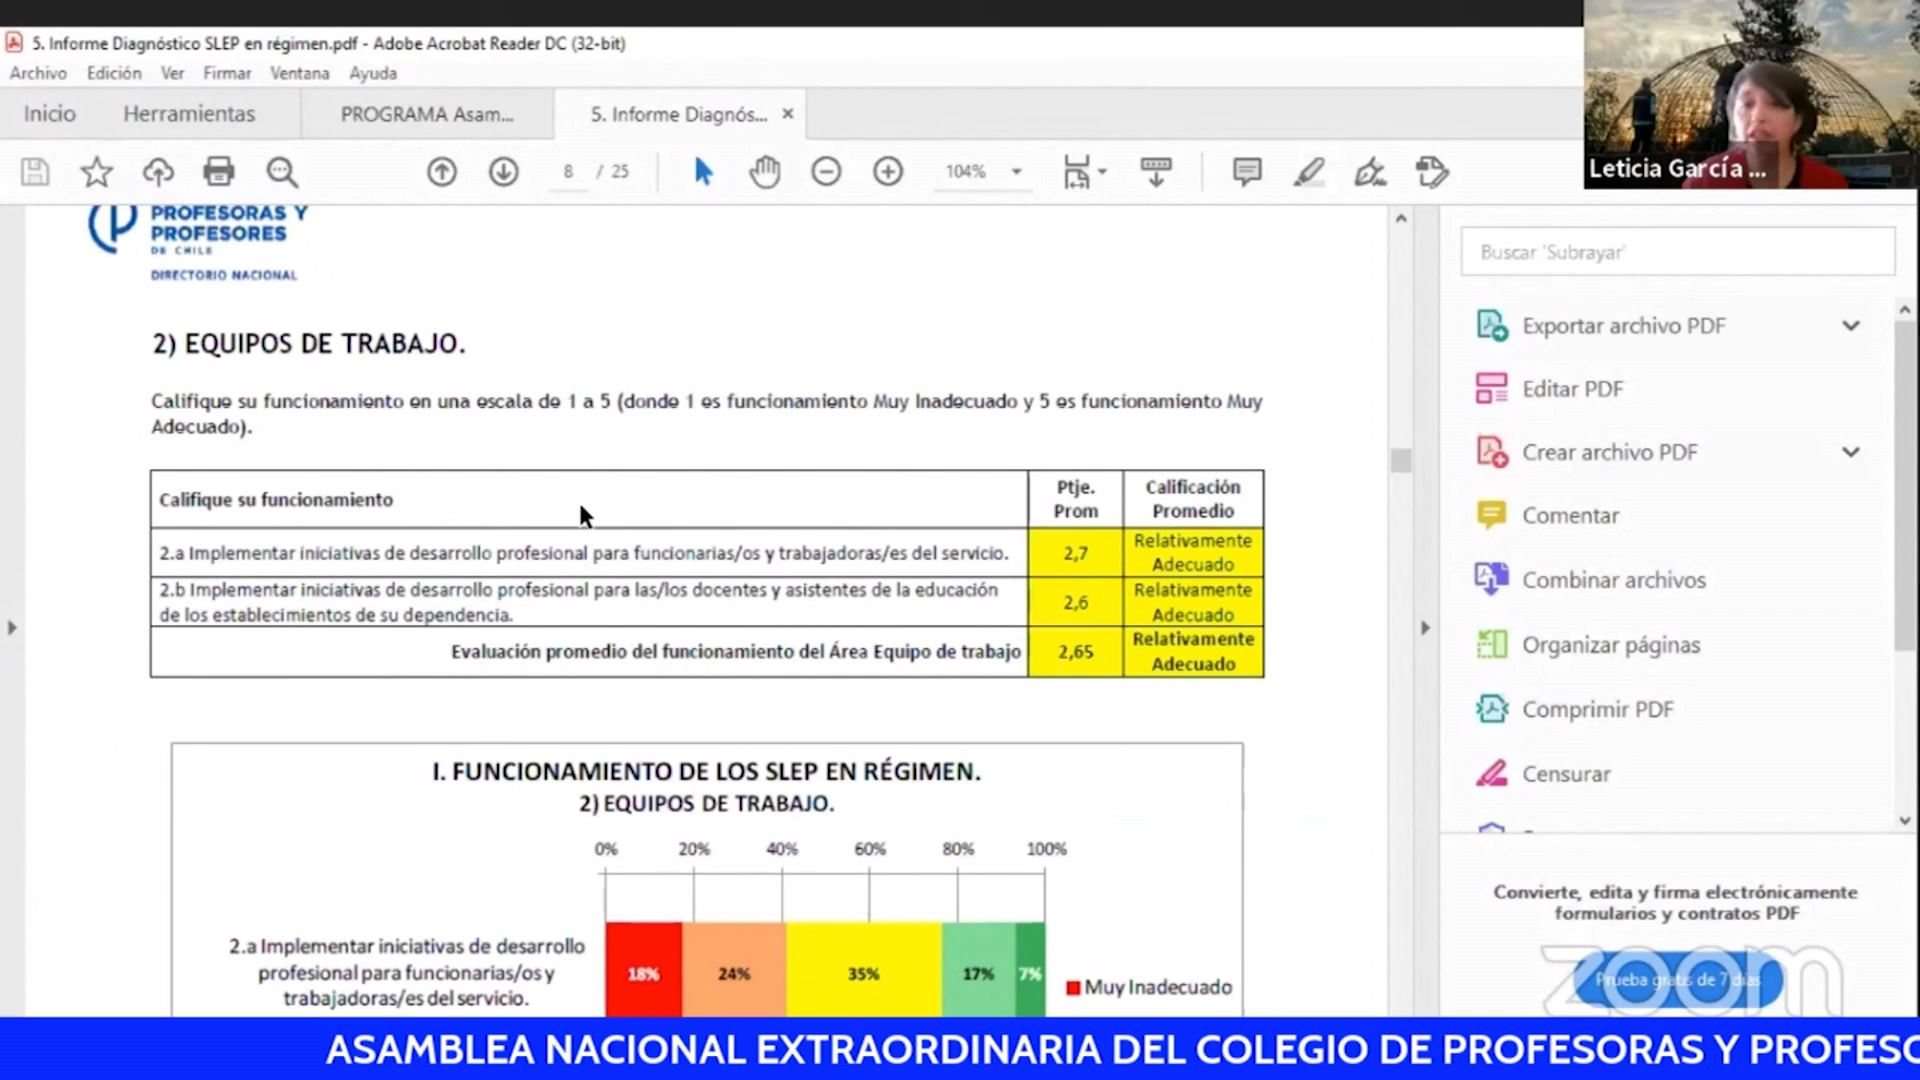 5. Informe Diagnóstico SLEP en régimen.pdf - Adobe Acrobat Reader DC (32-bit)
Archivo Edición Ver Firmar Ventana Ayuda
Inicio Herramientas PROGRAMA Asam... 5. Informe Diagnós... ×
8 / 25 104%
Leticia García ...
PROFESORAS Y
PROFESORES
DE CHILE
DIRECTORIO NACIONAL
2) EQUIPOS DE TRABAJO.
Califique su funcionamiento en una escala de 1 a 5 (donde 1 es funcionamiento Muy Inadecuado y 5 es funcionamiento Muy
Adecuado).
Califique su funcionamiento
Ptje.
Prom
Calificación
Promedio
2.a Implementar iniciativas de desarrollo profesional para funcionarias/os y trabajadoras/es del servicio.
2,7
Relativamente
Adecuado
2.b Implementar iniciativas de desarrollo profesional para las/los docentes y asistentes de la educación
de los establecimientos de su dependencia.
2,6
Relativamente
Adecuado
Evaluación promedio del funcionamiento del Área Equipo de trabajo
2,65
Relativamente
Adecuado
I. FUNCIONAMIENTO DE LOS SLEP EN RÉGIMEN.
2) EQUIPOS DE TRABAJO.
0% 20% 40% 60% 80% 100%
2.a Implementar iniciativas de desarrollo
profesional para funcionarias/os y
trabajadoras/es del servicio.
18% 24% 35% 17% 7%
Muy Inadecuado
Buscar 'Subrayar'
Exportar archivo PDF
Editar PDF
Crear archivo PDF
Comentar
Combinar archivos
Organizar páginas
Comprimir PDF
Censurar
Convierte, edita y firma electrónicamente
formularios y contratos PDF
Prueba gratis de 7 días
zoom
ASAMBLEA NACIONAL EXTRAORDINARIA DEL COLEGIO DE PROFESORAS Y PROFESO